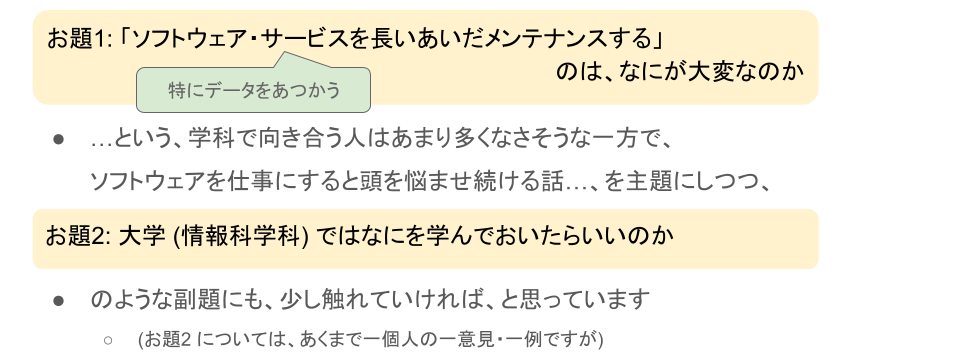 お題1: 「ソフトウェア・サービスを長いあいだメンテナンスする」
のは、なにが大変なのか
特にデータをあつかう
● …という、学科で向き合う人はあまり多くなさそうな一方で、
ソフトウェアを仕事にすると頭を悩ませ続ける話…、を主題にしつつ、
お題2: 大学 (情報科学科) ではなにを学んでおいたらいいのか
● のような副題にも、少し触れていければ、と思っています
○ (お題2 については、あくまで一個人の一意見・一例ですが)